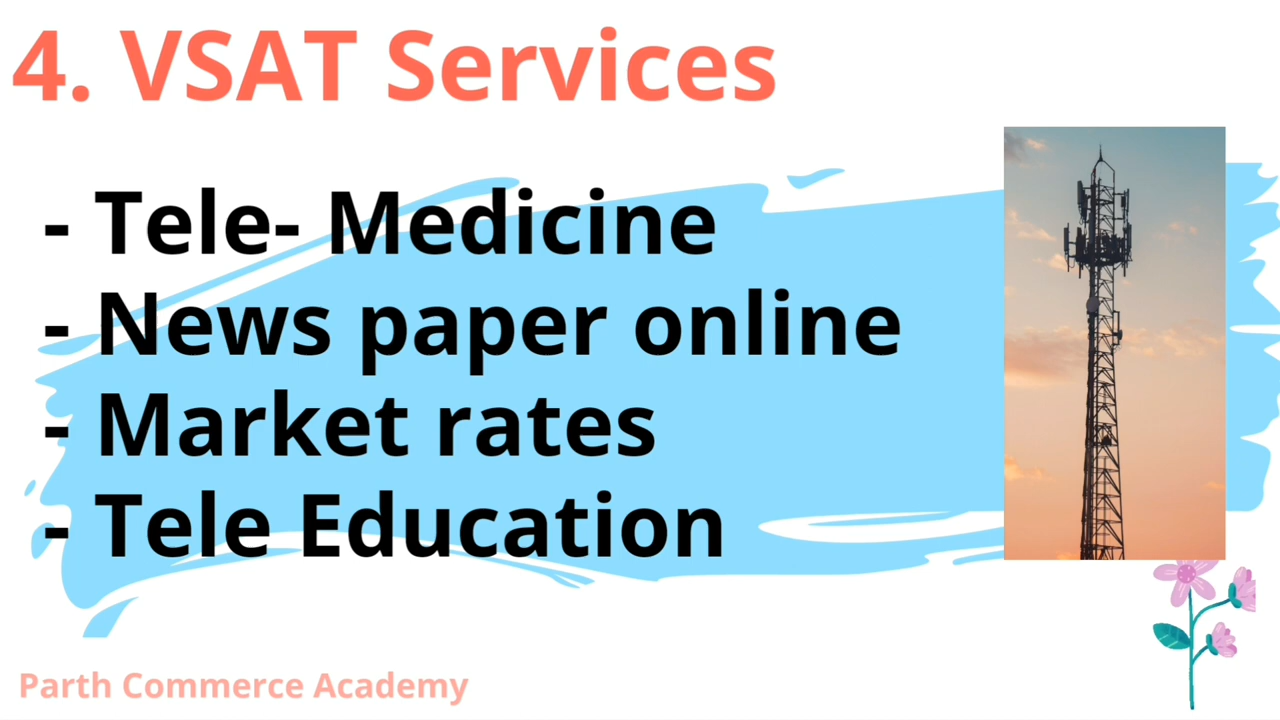 4. VSAT Services
- Tele- Medicine
- News paper online
- Market rates
- Tele Education
Parth Commerce Academy